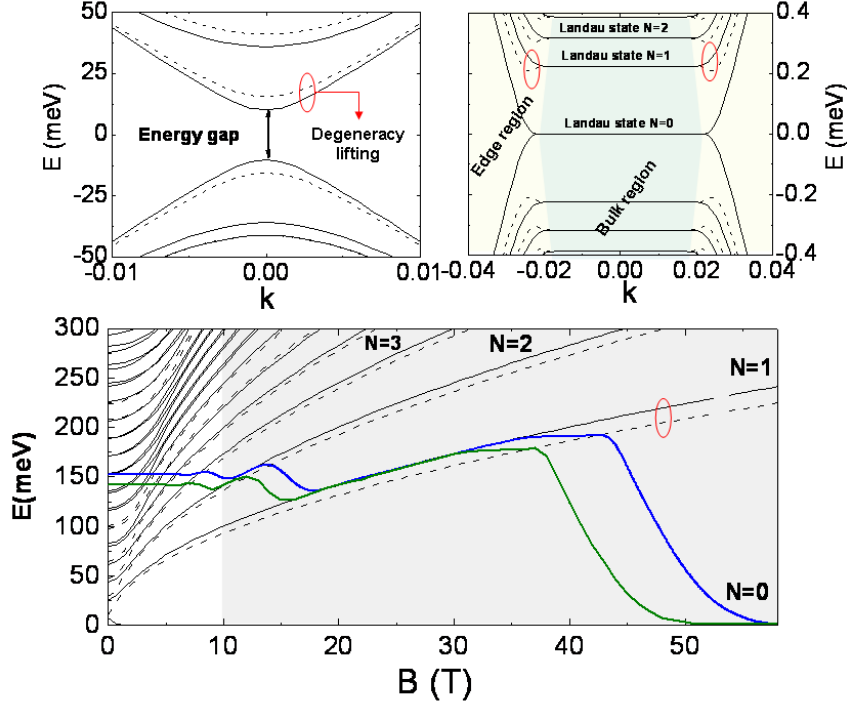 50
25
0
-25
-50
E (meV)
Energy gap
Degeneracy
lifting
-0.01
0.00
0.01
k
Landau state N=2
Landau state N=1
Landau state N=0
Edge region
Bulk region
0.4
0.2
0.0
-0.2
-0.4
E (meV)
-0.04
-0.02
0.00
0.02
0.04
k
300
250
200
150
100
50
0
E(meV)
N=3
N=2
N=1
N=0
0
10
20
30
40
50
B (T)